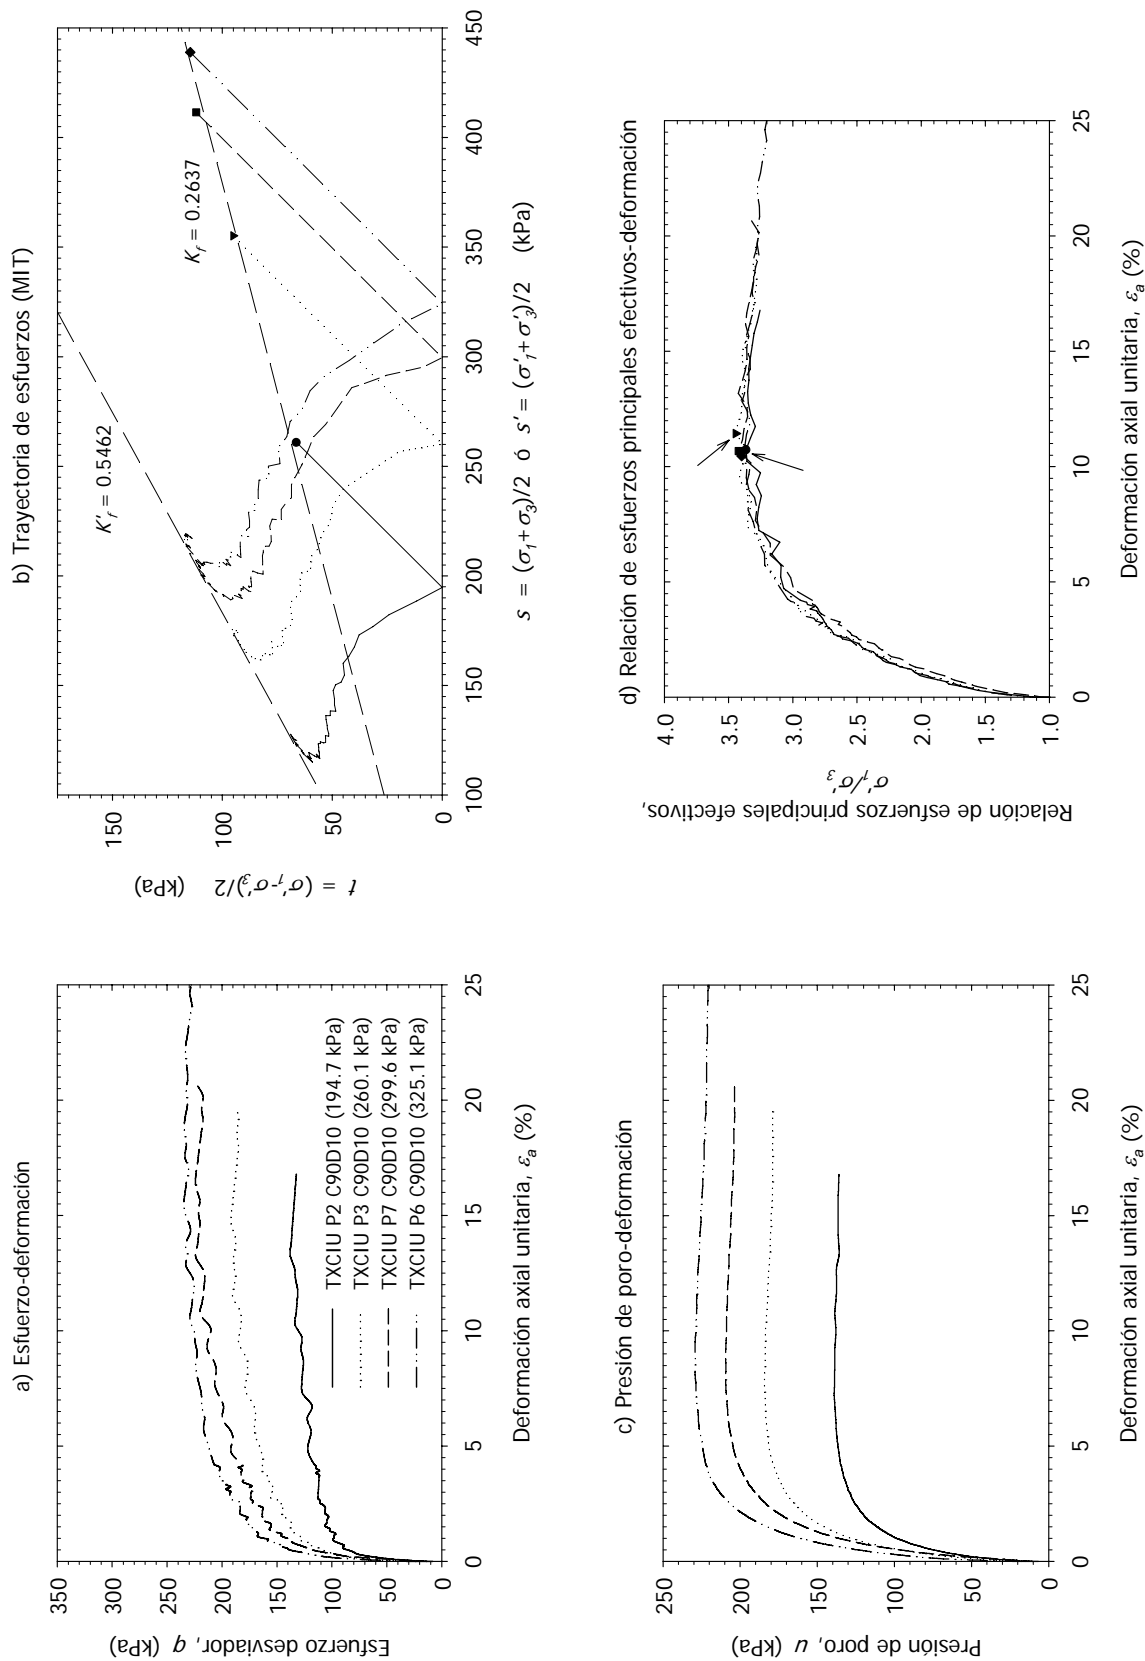 a) Esfuerzo-deformación
Esfuerzo desviador, q (kPa)
350
300
250
200
150
100
50
0
0
5
10
15
20
25
Deformación axial unitaria, εa (%)
TXCIU P2 C90D10 (194.7 kPa)
TXCIU P3 C90D10 (260.1 kPa)
TXCIU P7 C90D10 (299.6 kPa)
TXCIU P6 C90D10 (325.1 kPa)
b) Trayectoria de esfuerzos (MIT)
t = (σ'1-σ'3)/2 (kPa)
150
100
50
0
100
150
200
250
300
350
400
450
s = (σ1+σ3)/2 ó s' = (σ'1+σ'3)/2 (kPa)
K'f = 0.5462
Kf = 0.2637
c) Presión de poro-deformación
Presión de poro, u (kPa)
250
200
150
100
50
0
0
5
10
15
20
25
Deformación axial unitaria, εa (%)
d) Relación de esfuerzos principales efectivos-deformación
Relación de esfuerzos principales efectivos,
σ'1/σ'3
4.0
3.5
3.0
2.5
2.0
1.5
1.0
0
5
10
15
20
25
Deformación axial unitaria, εa (%)